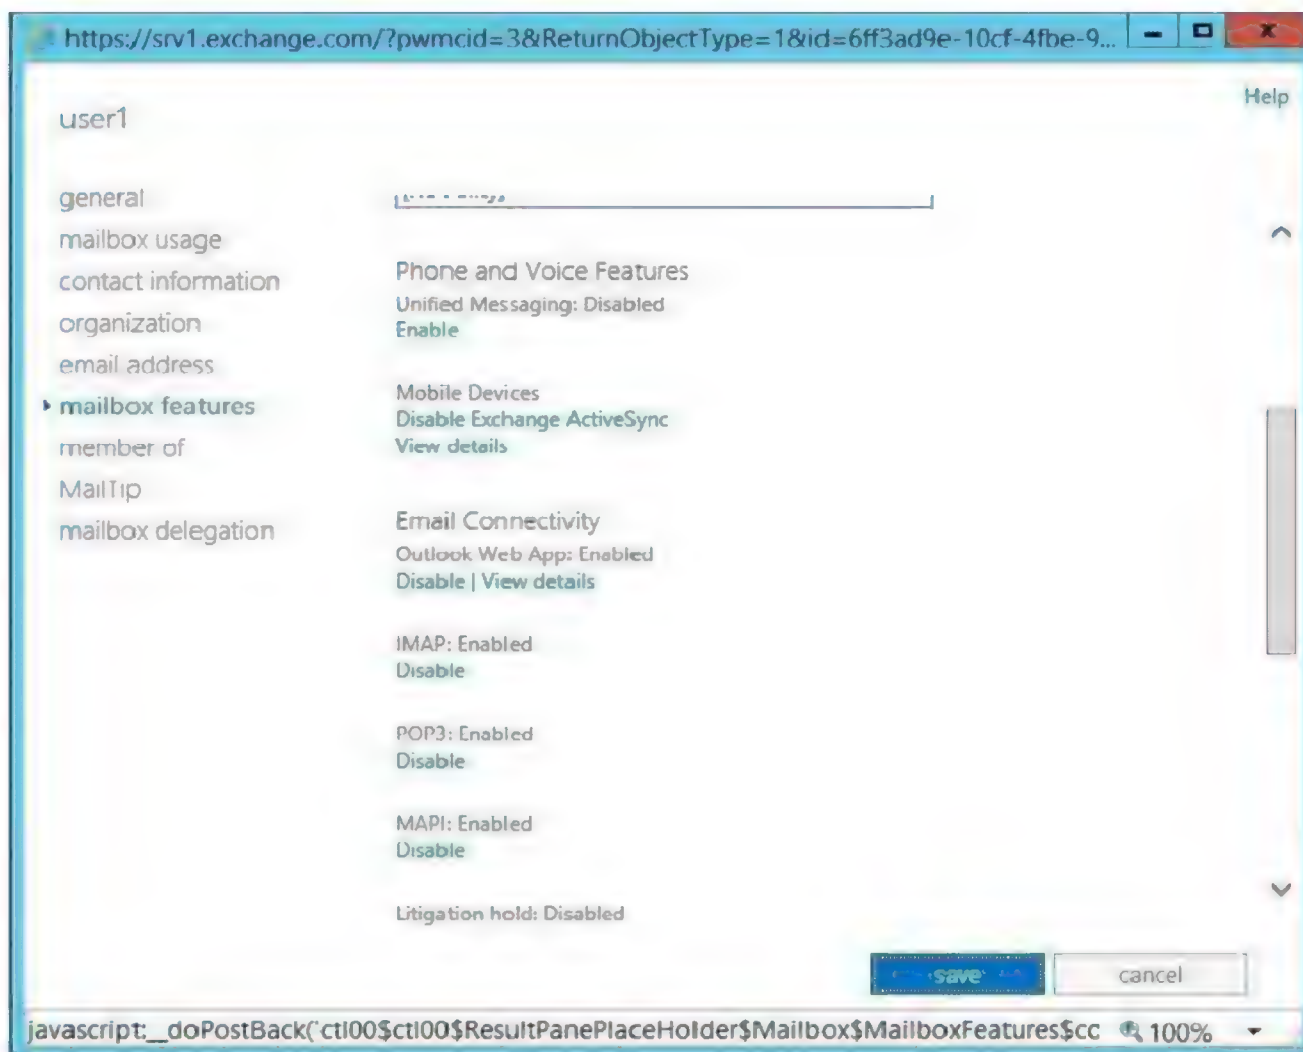 https://srv1.exchange.com/?pwmcid=3&ReturnObjectType=1&id=6ff3ad9e-10cf-4fbe-9...
Help
user1
general
mailbox usage
contact information
organization
email address
mailbox features
member of
MailTip
mailbox delegation
Phone and Voice Features
Unified Messaging: Disabled
Enable
Mobile Devices
Disable Exchange ActiveSync
View details
Email Connectivity
Outlook Web App: Enabled
Disable | View details
IMAP: Enabled
Disable
POP3: Enabled
Disable
MAPI: Enabled
Disable
Litigation hold: Disabled
save
cancel
javascript:__doPostBack('ctl00$ctl00$ResultPanePlaceHolder$Mailbox$MailboxFeatures$cc
100%